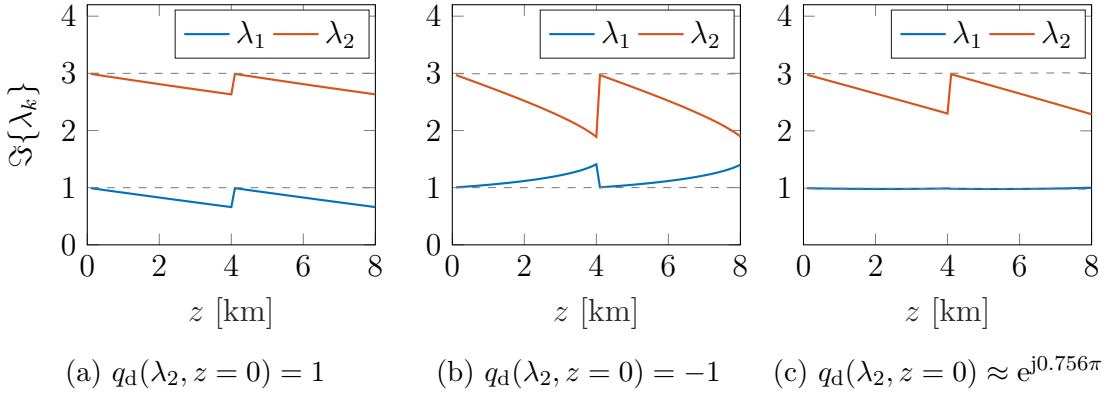 4
3
2
1
0
ℑ{λk}
λ1 λ2
0 2 4 6 8
z [km]
(a) qd(λ2, z = 0) = 1
4
3
2
1
0
λ1 λ2
0 2 4 6 8
z [km]
(b) qd(λ2, z = 0) = −1
4
3
2
1
0
λ1 λ2
0 2 4 6 8
z [km]
(c) qd(λ2, z = 0) ≈ e^j0.756π